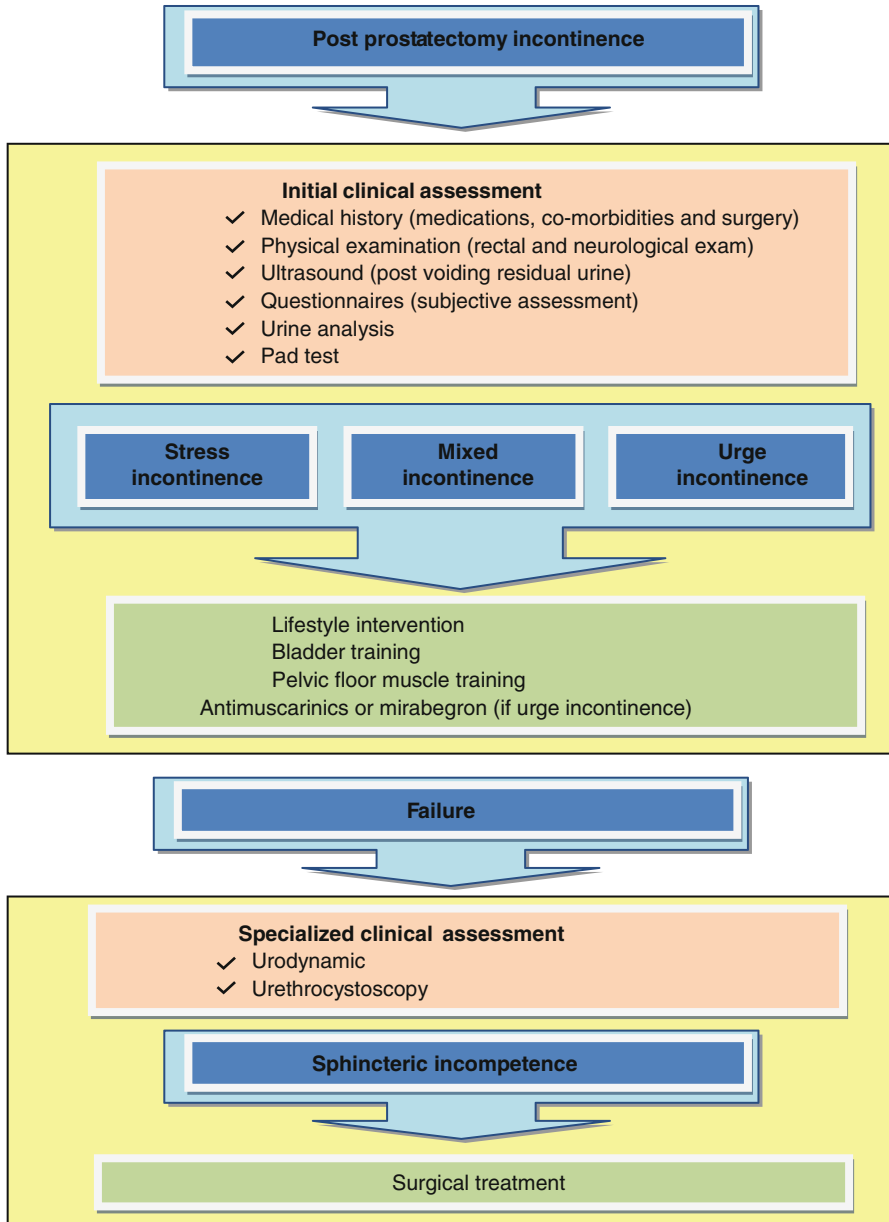 Post prostatectomy incontinence
Initial clinical assessment
✓ Medical history (medications, co-morbidities and surgery)
✓ Physical examination (rectal and neurological exam)
✓ Ultrasound (post voiding residual urine)
✓ Questionnaires (subjective assessment)
✓ Urine analysis
✓ Pad test
Stress
incontinence
Mixed
incontinence
Urge
incontinence
Lifestyle intervention
Bladder training
Pelvic floor muscle training
Antimuscarinics or mirabegron (if urge incontinence)
Failure
Specialized clinical assessment
✓ Urodynamic
✓ Urethrocystoscopy
Sphincteric incompetence
Surgical treatment